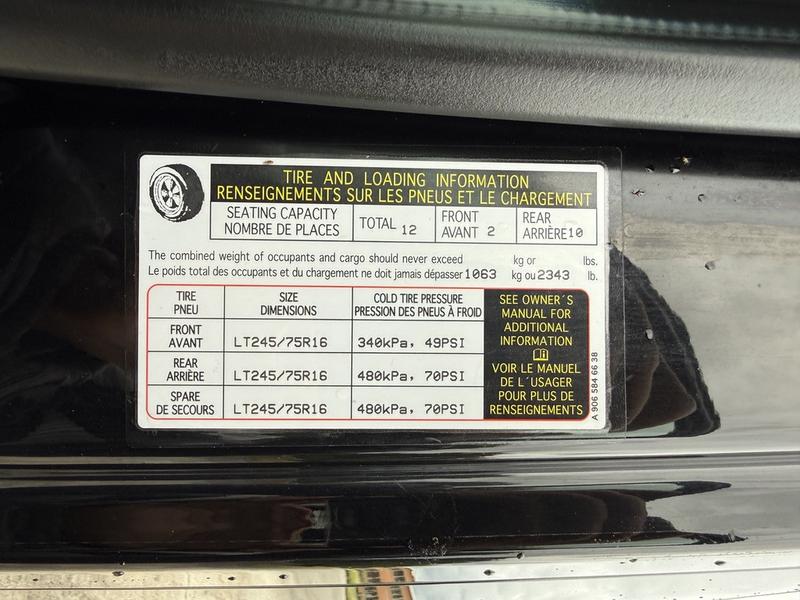 TIRE AND LOADING INFORMATION
RENSEIGNEMENTS SUR LES PNEUS ET LE CHARGEMENT
SEATING CAPACITY
NOMBRE DE PLACES
TOTAL 12
FRONT
AVANT 2
REAR
ARRIÈRE10
The combined weight of occupants and cargo should never exceed kg or lbs.
Le poids total des occupants et du chargement ne doit jamais dépasser 1063 kg ou 2343 lb.
TIRE
PNEU
SIZE
DIMENSIONS
COLD TIRE PRESSURE
PRESSION DES PNEUS À FROID
FRONT
AVANT
LT245/75R16
340kPa, 49PSI
REAR
ARRIÈRE
LT245/75R16
480kPa, 70PSI
SPARE
DE SECOURS
LT245/75R16
480kPa, 70PSI
SEE OWNER´S
MANUAL FOR
ADDITIONAL
INFORMATION
VOIR LE MANUEL
DE L´USAGER
POUR PLUS DE
RENSEIGNEMENTS
A 906 584 66 38